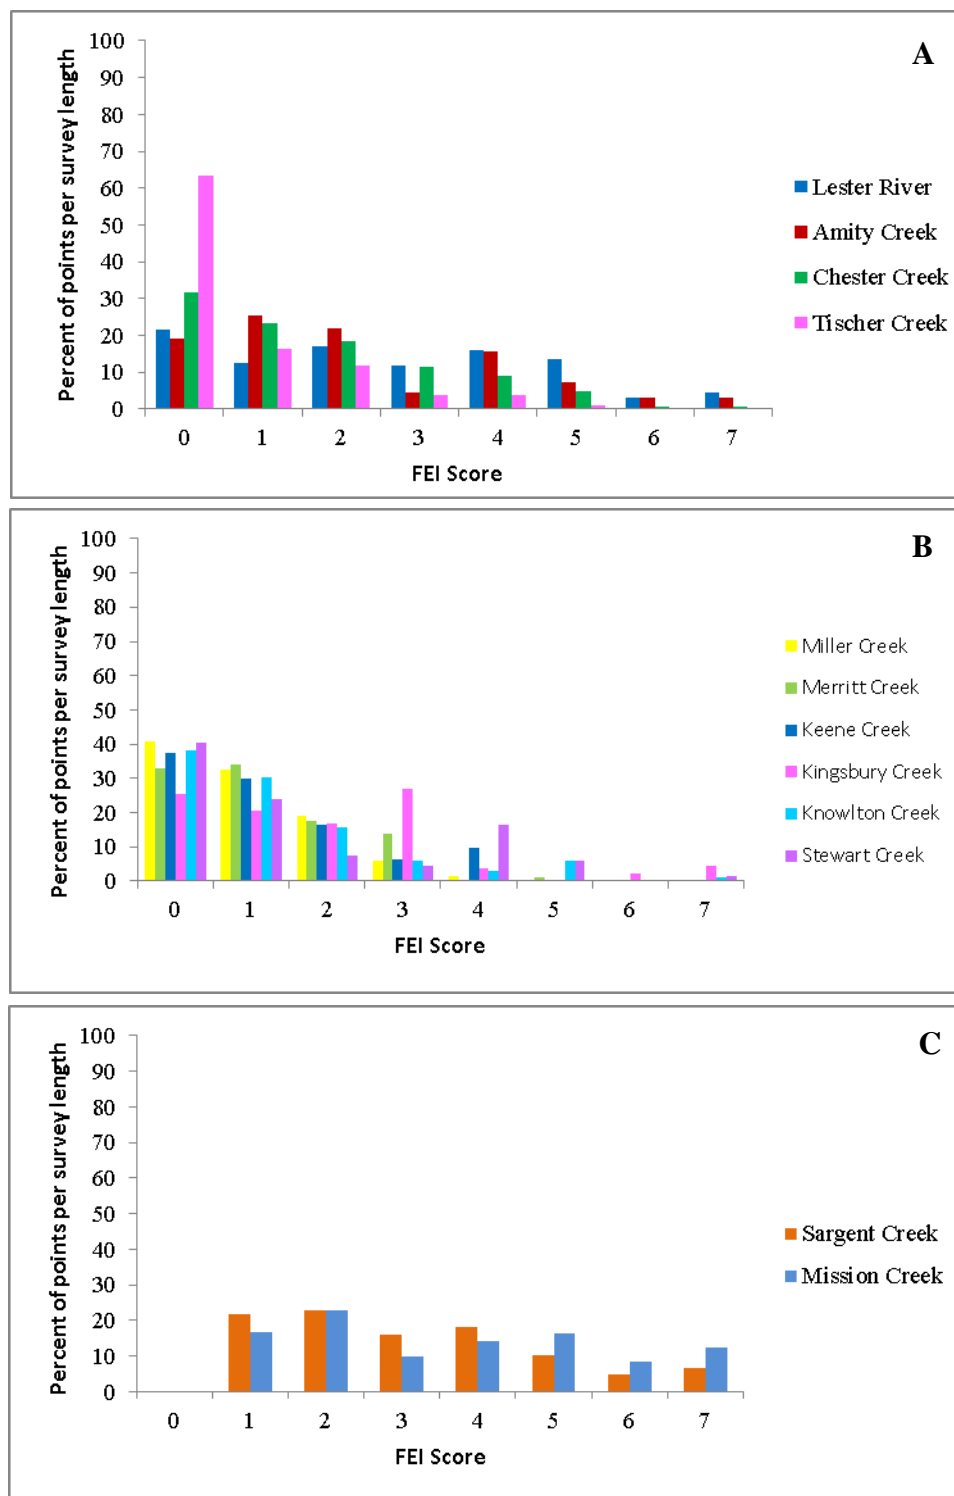 A
Percent of points per survey length
100
90
80
70
60
50
40
30
20
10
0
0 1 2 3 4 5 6 7
FEI Score
Lester River
Amity Creek
Chester Creek
Tischer Creek
B
Percent of points per survey length
100
90
80
70
60
50
40
30
20
10
0
0 1 2 3 4 5 6 7
FEI Score
Miller Creek
Merritt Creek
Keene Creek
Kingsbury Creek
Knowlton Creek
Stewart Creek
C
Percent of points per survey length
100
90
80
70
60
50
40
30
20
10
0
0 1 2 3 4 5 6 7
FEI Score
Sargent Creek
Mission Creek